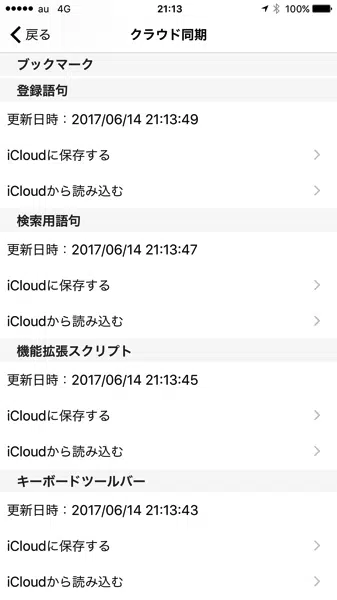 au 4G 21:13 100%
戻る クラウド同期
ブックマーク
登録語句
更新日時：2017/06/14 21:13:49
iCloudに保存する
iCloudから読み込む
検索用語句
更新日時：2017/06/14 21:13:47
iCloudに保存する
iCloudから読み込む
機能拡張スクリプト
更新日時：2017/06/14 21:13:45
iCloudに保存する
iCloudから読み込む
キーボードツールバー
更新日時：2017/06/14 21:13:43
iCloudに保存する
iCloudから読み込む